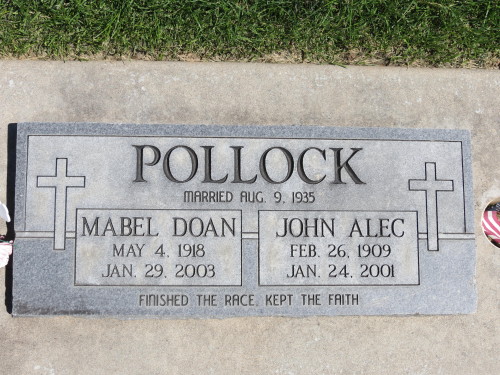 POLLOCK
MARRIED AUG. 9, 1935
MABEL DOAN
MAY 4, 1918
JAN. 29, 2003
JOHN ALEC
FEB. 26, 1909
JAN. 24, 2001
FINISHED THE RACE, KEPT THE FAITH